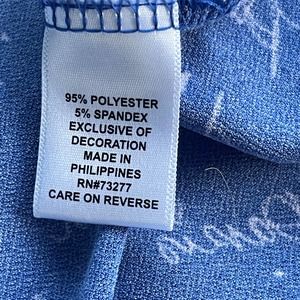 95% POLYESTER
5% SPANDEX
EXCLUSIVE OF
DECORATION
MADE IN
PHILIPPINES
RN#73277
CARE ON REVERSE